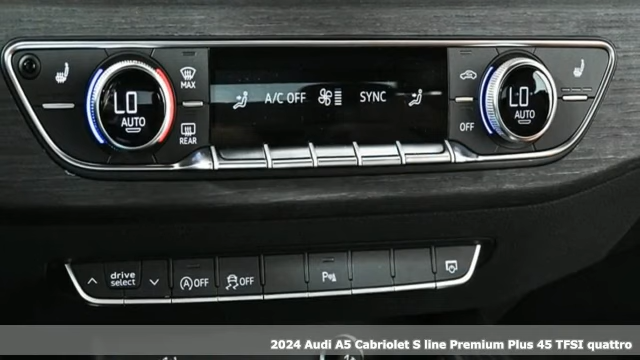 LO
AUTO
MAX
REAR
A/C OFF
SYNC
OFF
LO
AUTO
drive
select
A OFF
OFF
P
2024 Audi A5 Cabriolet S line Premium Plus 45 TFSI quattro